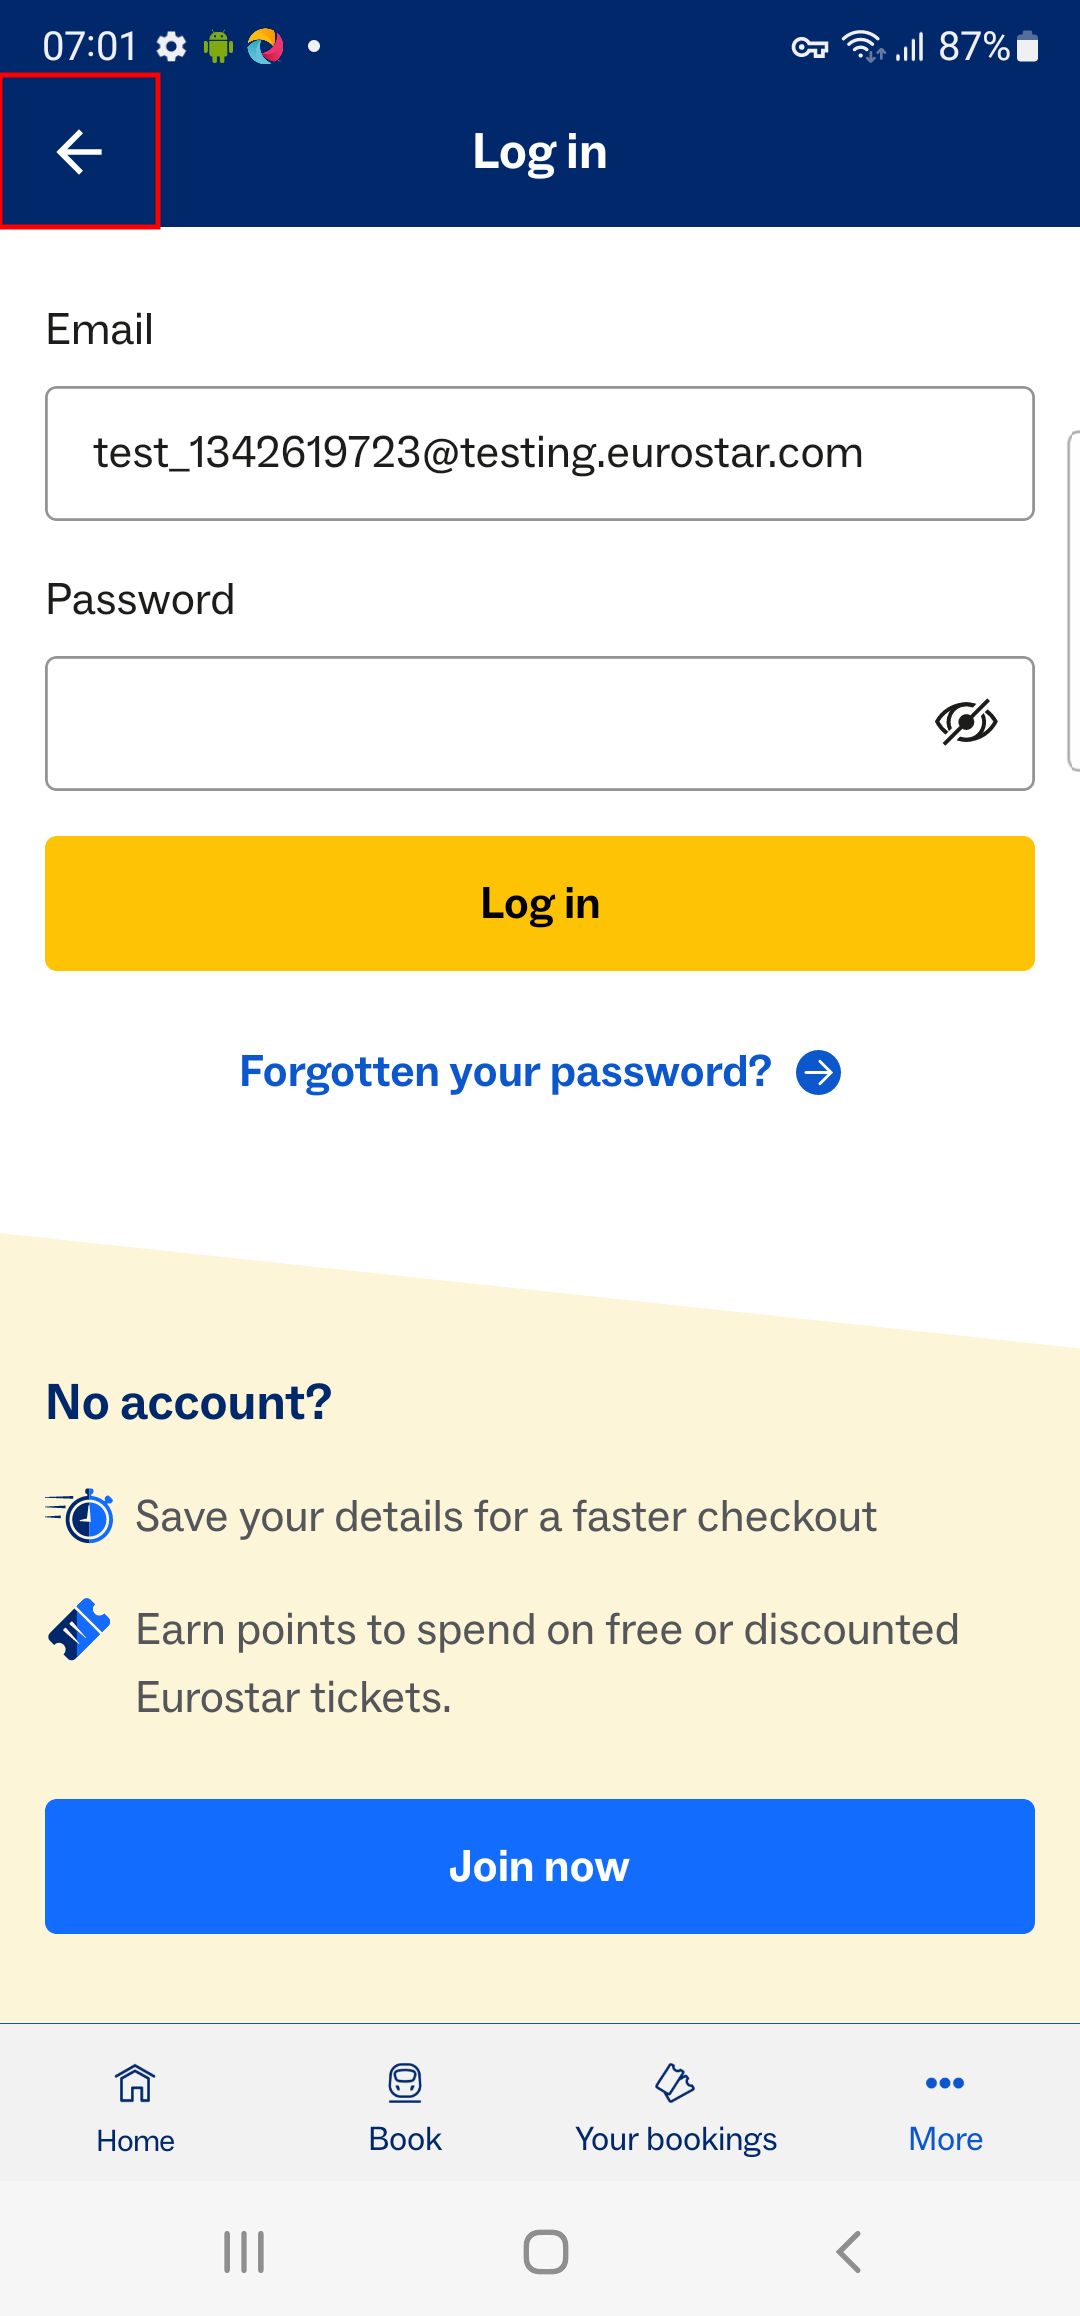 07:01
87%
Log in
Email
test_1342619723@testing.eurostar.com
Password
Log in
Forgotten your password?
No account?
Save your details for a faster checkout
Earn points to spend on free or discounted
Eurostar tickets.
Join now
Home
Book
Your bookings
More